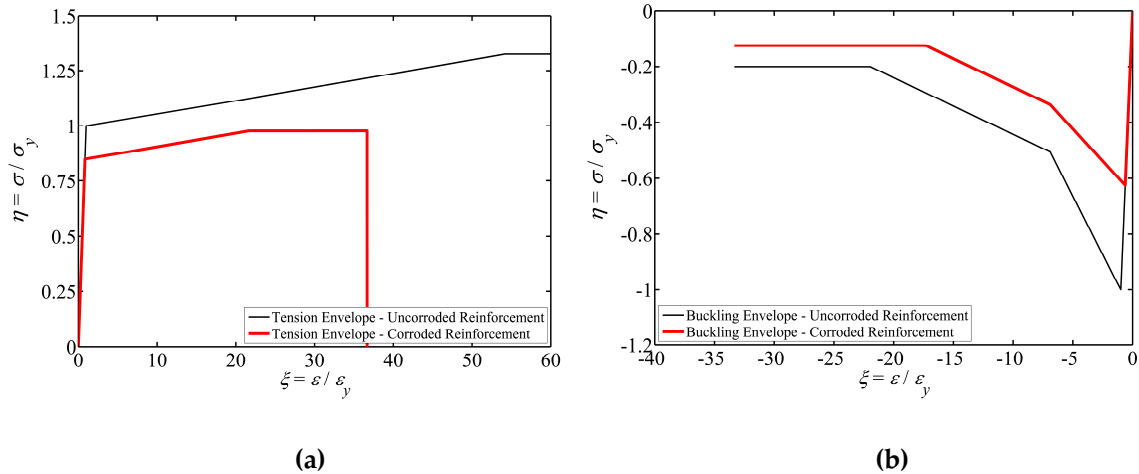 1.5
1.25
1
0.75
0.5
0.25
0
0 10 20 30 40 50 60
η = σ / σ_y
ξ = ε / ε_y
Tension Envelope - Uncorroded Reinforcement
Tension Envelope - Corroded Reinforcement
(a)
0
-0.2
-0.4
-0.6
-0.8
-1
-1.2
-40 -35 -30 -25 -20 -15 -10 -5 0
η = σ / σ_y
ξ = ε / ε_y
Buckling Envelope - Uncorroded Reinforcement
Buckling Envelope - Corroded Reinforcement
(b)